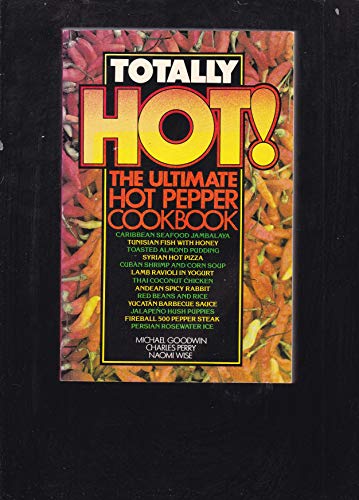 TOTALLY
HOT!
THE ULTIMATE
HOT PEPPER
COOKBOOK
CARIBBEAN SEAFOOD JAMBALAYA
TUNISIAN FISH WITH HONEY
TOASTED ALMOND PUDDING
SYRIAN HOT PIZZA
CUBAN SHRIMP AND CORN SOUP
LAMB RAVIOLI IN YOGURT
THAI COCONUT CHICKEN
ANDEAN SPICY RABBIT
RED BEANS AND RICE
YUCATÁN BARBECUE SAUCE
JALAPEÑO HUSH PUPPIES
FIREBALL 500 PEPPER STEAK
PERSIAN ROSEWATER ICE
MICHAEL GOODWIN
CHARLES PERRY
NAOMI WISE